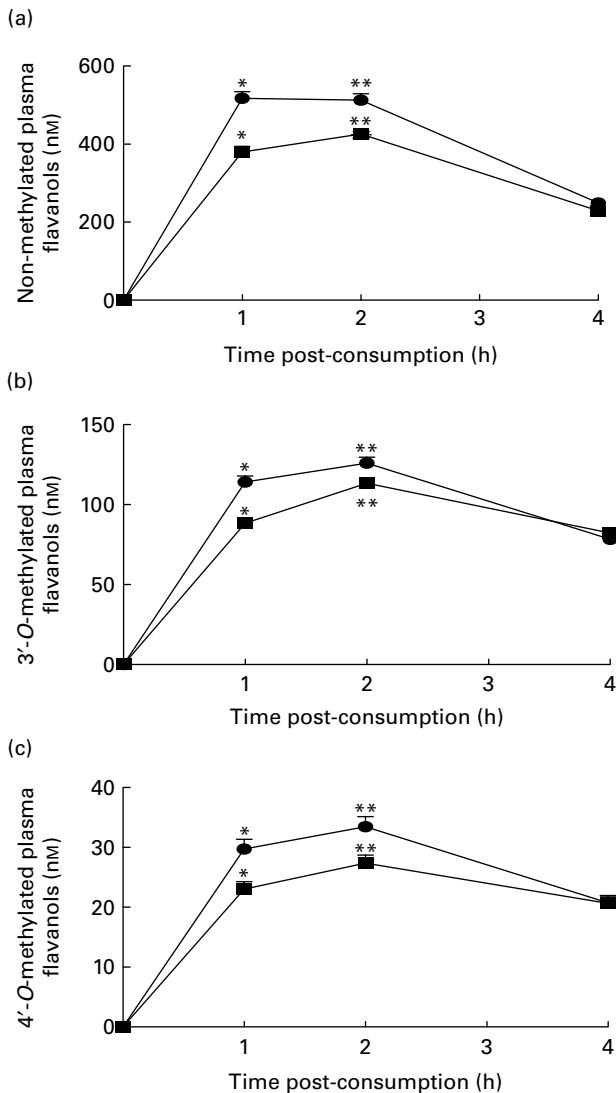 (a)
Non-methylated plasma
flavanols (nM)
600
400
200
0
* **
* **
1 2 3 4
Time post-consumption (h)
(b)
3′-O-methylated plasma
flavanols (nM)
150
100
50
0
* **
* **
1 2 3 4
Time post-consumption (h)
(c)
4′-O-methylated plasma
flavanols (nM)
40
30
20
10
0
* **
* **
1 2 3 4
Time post-consumption (h)